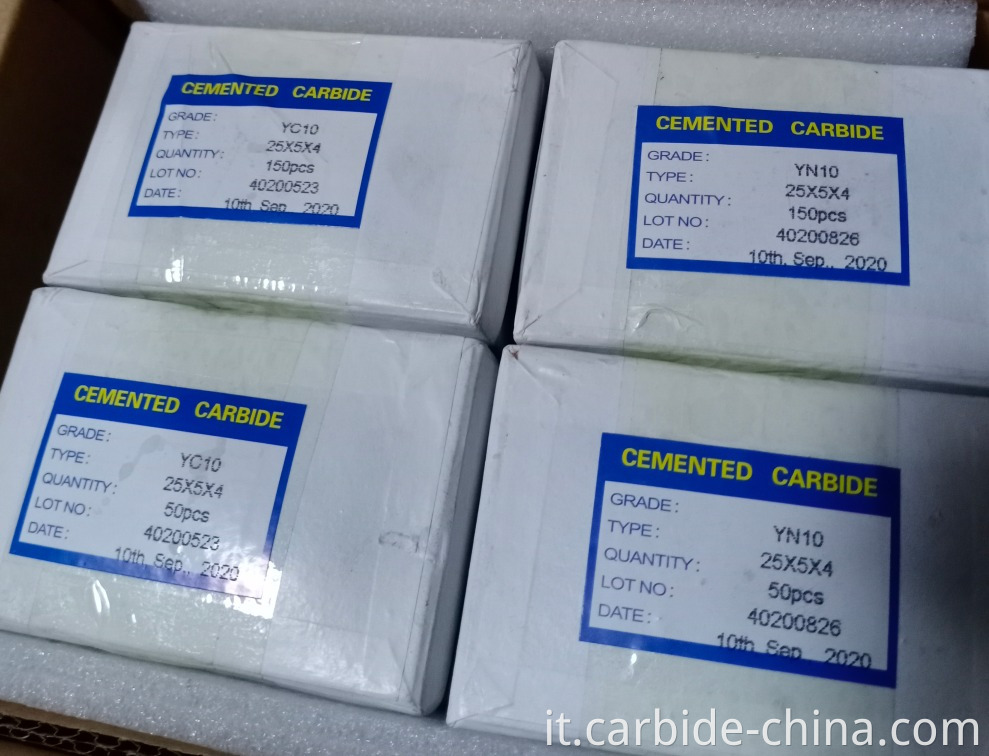 CEMENTED CARBIDE
GRADE: YC10
TYPE: 25X5X4
QUANTITY: 150pcs
LOT NO: 40200523
DATE: 10th, Sep., 2020
CEMENTED CARBIDE
GRADE: YN10
TYPE: 25X5X4
QUANTITY: 150pcs
LOT NO: 40200826
DATE: 10th, Sep., 2020
CEMENTED CARBIDE
GRADE: YC10
TYPE: 25X5X4
QUANTITY: 50pcs
LOT NO: 40200523
DATE: 10th, Sep., 2020
CEMENTED CARBIDE
GRADE: YN10
TYPE: 25X5X4
QUANTITY: 50pcs
LOT NO: 40200826
DATE: 10th, Sep., 2020
it.carbide-china.com